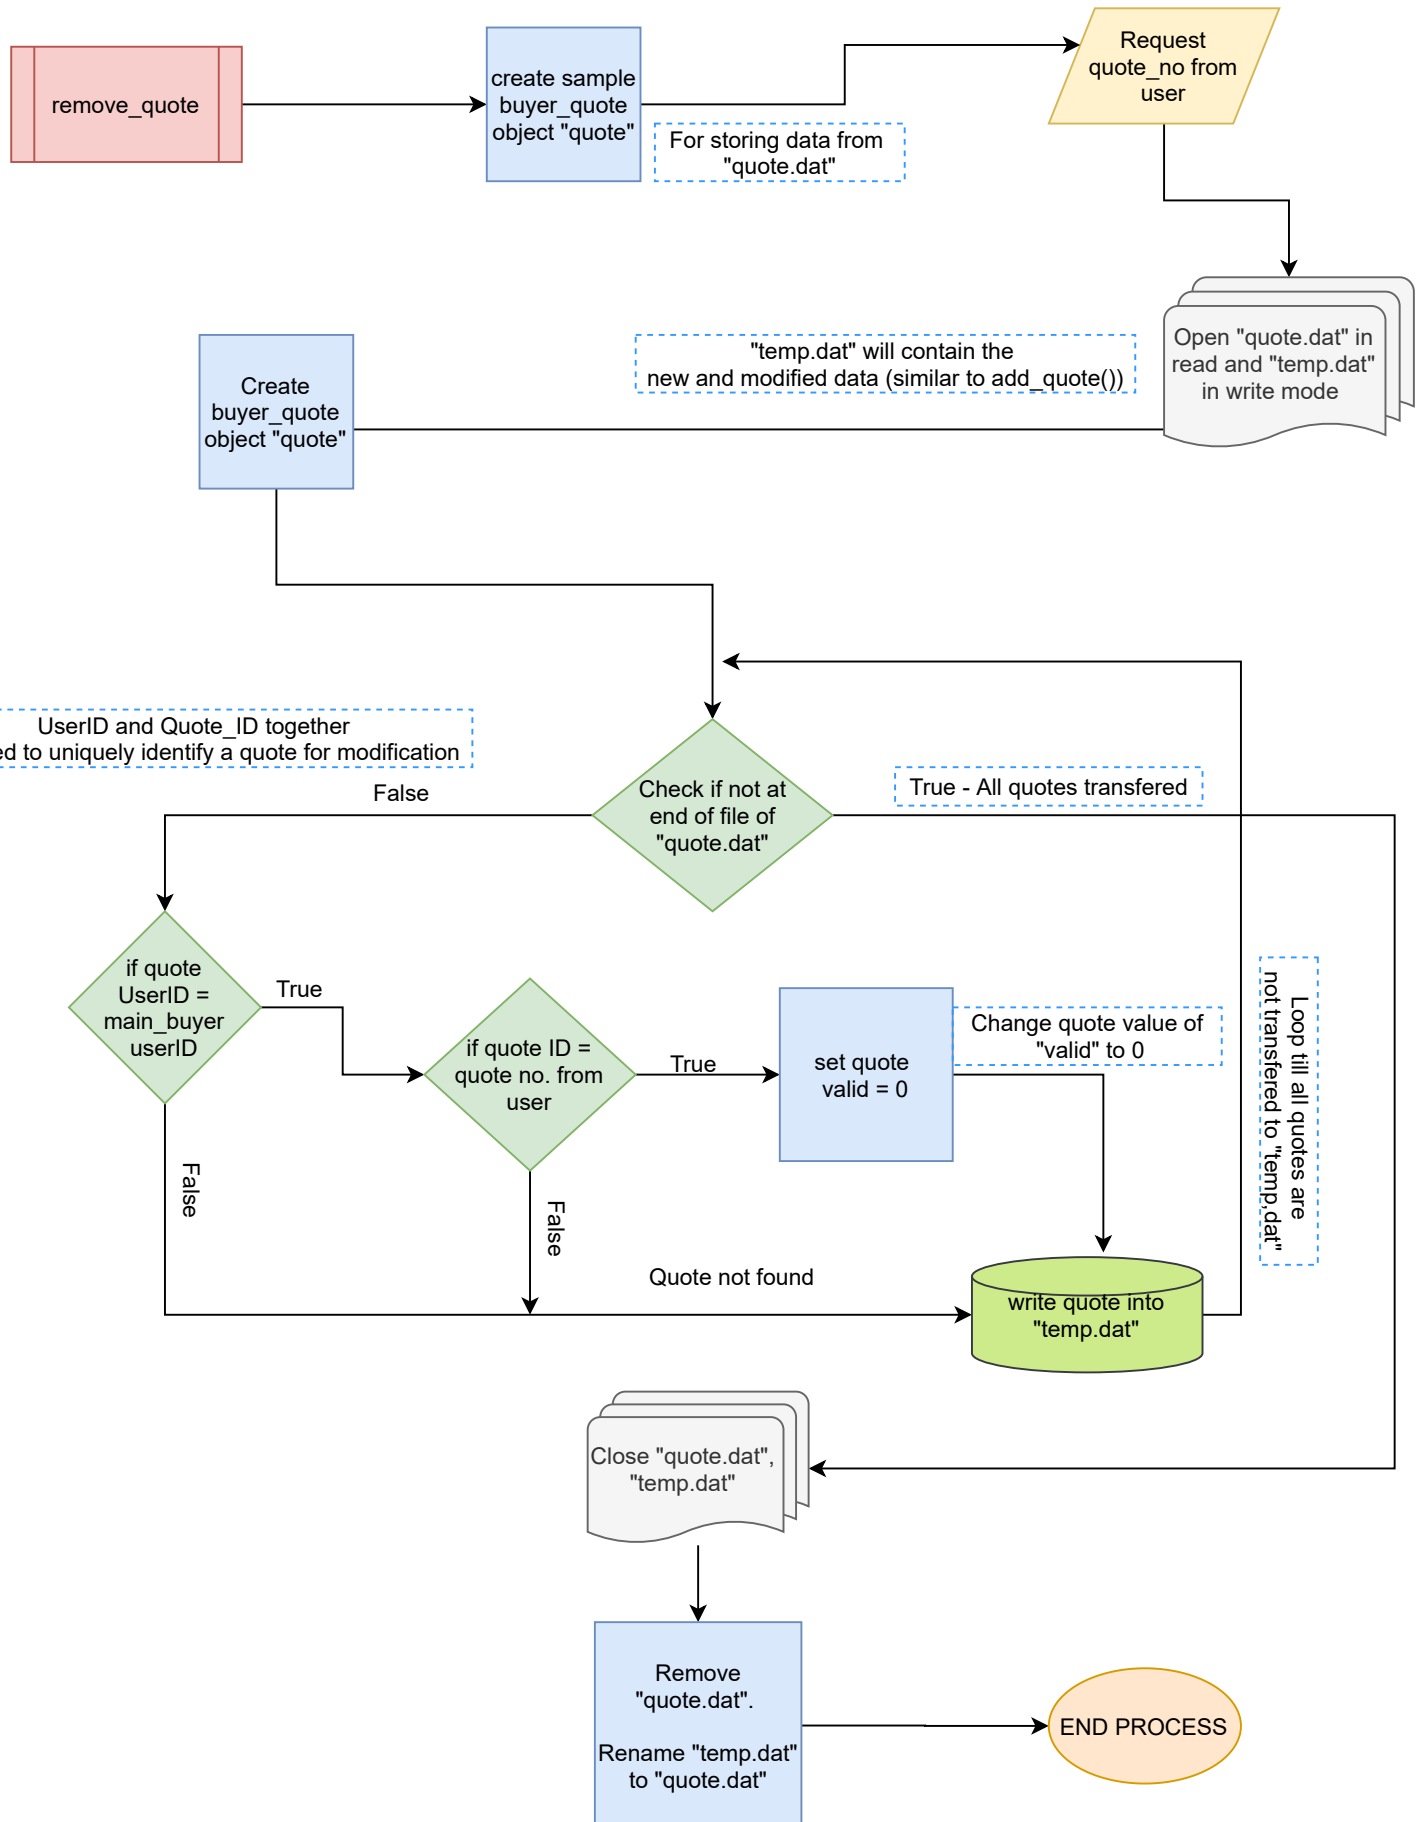 remove_quote
create sample
buyer_quote
object "quote"
For storing data from
"quote.dat"
Request
quote_no from
user
Open "quote.dat" in
read and "temp.dat"
in write mode
"temp.dat" will contain the
new and modified data (similar to add_quote())
Create
buyer_quote
object "quote"
UserID and Quote_ID together
to uniquely identify a quote for modification
False
Check if not at
end of file of
"quote.dat"
True - All quotes transfered
if quote
UserID =
main_buyer
userID
True
if quote ID =
quote no. from
user
True
set quote
valid = 0
Change quote value of
"valid" to 0
Loop till all quotes are
not transfered to "temp,dat"
False
False
Quote not found
write quote into
"temp.dat"
Close "quote.dat",
"temp.dat"
Remove
"quote.dat".
Rename "temp.dat"
to "quote.dat"
END PROCESS